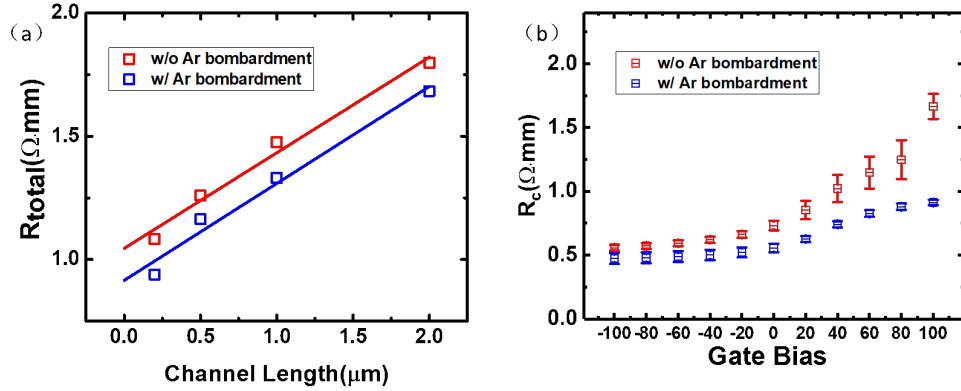 (a)
2.0
1.5
1.0
R_total(Ω.mm)
w/o Ar bombardment
w/ Ar bombardment
0.0 0.5 1.0 1.5 2.0
Channel Length(μm)
(b)
2.0
1.5
1.0
0.5
0.0
R_c(Ω.mm)
w/o Ar bombardment
w/ Ar bombardment
-100 -80 -60 -40 -20 0 20 40 60 80 100
Gate Bias